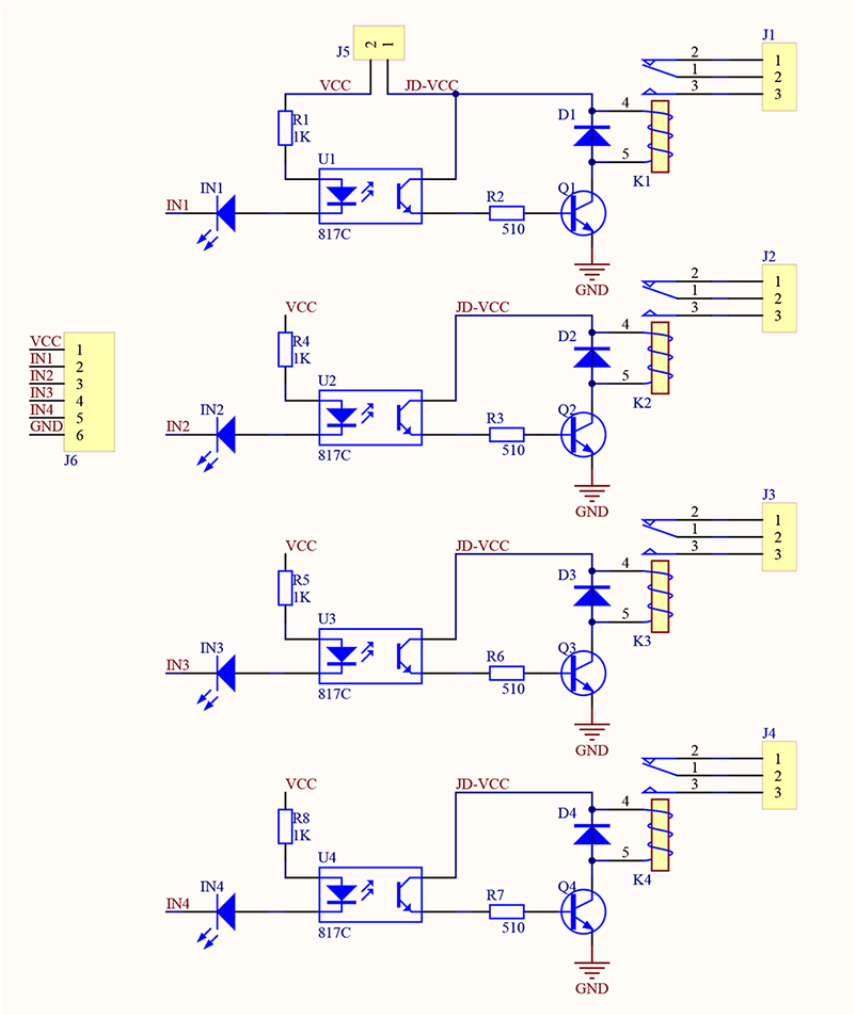 J1
J5
2 1
2
1
1
2
3
3
VCC
JD-VCC
4
D1
R1
1K
5
U1
K1
IN1
Q1
IN1
R2
510
817C
GND
J2
2
1
1
2
3
3
VCC
JD-VCC
4
D2
R4
1K
5
U2
K2
IN2
Q2
IN2
R3
510
817C
GND
VCC
1
IN1
2
IN2
3
IN3
4
IN4
5
GND
6
J6
J3
2
1
1
2
3
3
VCC
JD-VCC
4
D3
R5
1K
5
U3
K3
IN3
Q3
IN3
R6
510
817C
GND
J4
2
1
1
2
3
3
VCC
JD-VCC
4
D4
R8
1K
5
U4
K4
IN4
Q4
IN4
R7
510
817C
GND